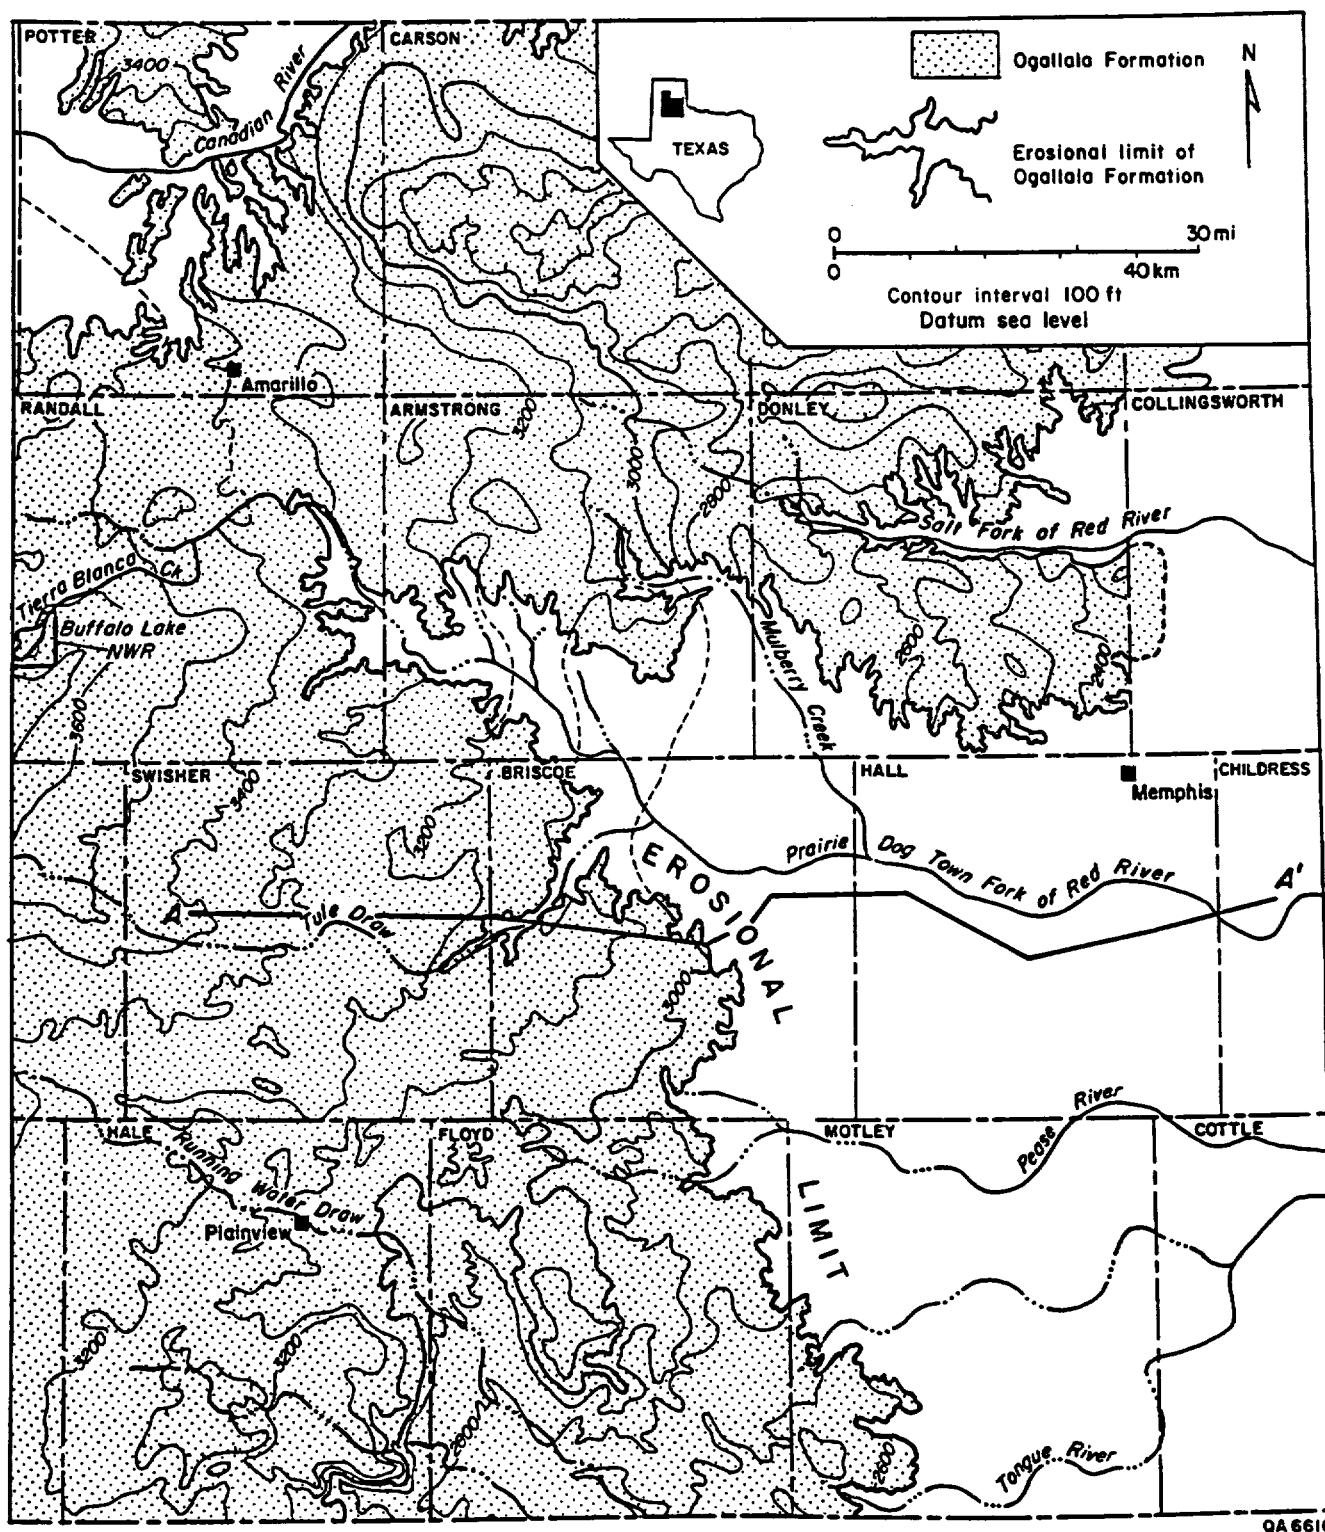 POTTER
CARSON
3400
Canadian River
Ogallala Formation
N
TEXAS
Erosional limit of
Ogallala Formation
0 30 mi
0 40 km
Contour interval 100 ft
Datum sea level
Amarillo
RANDALL
ARMSTRONG
3200
DONLEY
COLLINGSWORTH
3000
2800
Salt Fork of Red River
Tierra Blanca Ck
Buffalo Lake
NWR
Mulberry Creek
2600
2400
3600
SWISHER
BRISCOE
HALL
CHILDRESS
3400
Memphis
3200
Prairie Dog Town Fork of Red River
A
Tule Draw
A'
EROSIONAL
3000
River
HALE
FLOYD
MOTLEY
COTTLE
Running Water Draw
Pease
Plainview
LIMIT
3200
3200
2800
2600
Tongue River
QA6616